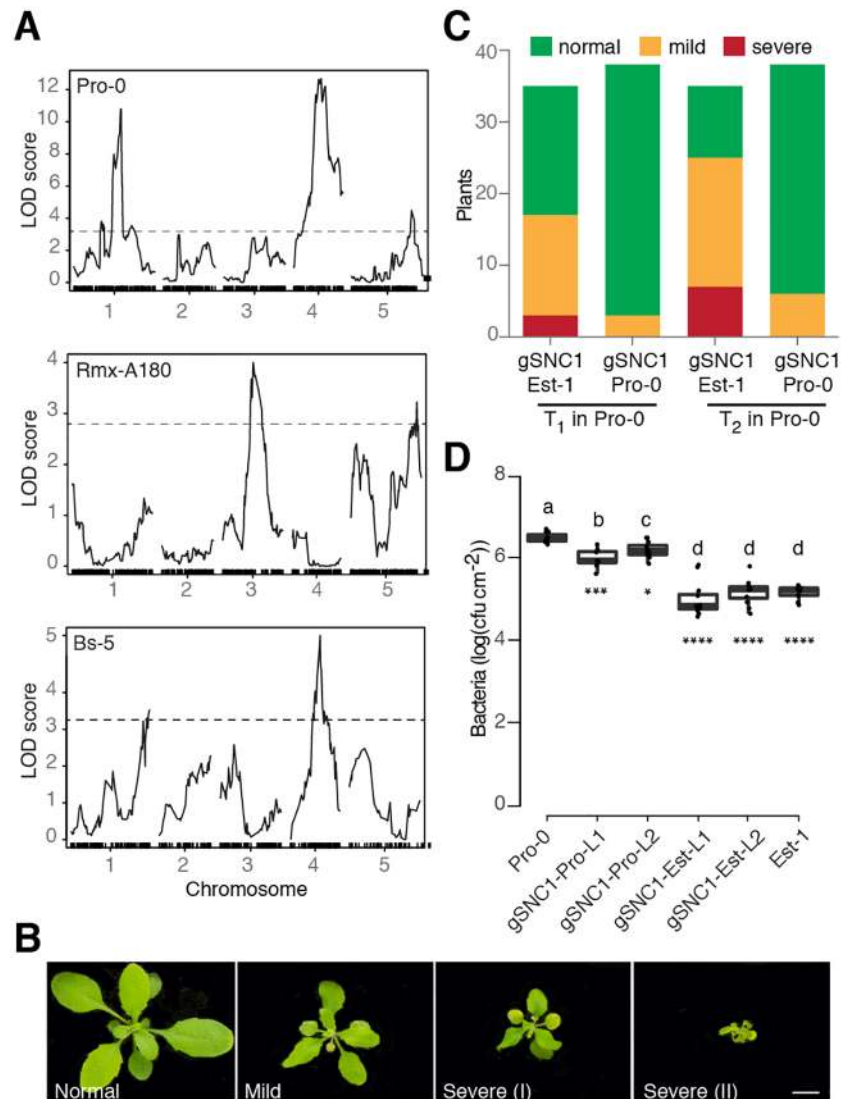 A
Pro-0
LOD score
12
10
8
6
4
2
0
1 2 3 4 5
Rmx-A180
LOD score
4
3
2
1
0
1 2 3 4 5
Bs-5
LOD score
5
4
3
2
1
0
1 2 3 4 5
Chromosome
C
normal mild severe
Plants
40
30
20
10
0
gSNC1 Est-1
gSNC1 Pro-0
gSNC1 Est-1
gSNC1 Pro-0
T1 in Pro-0
T2 in Pro-0
D
Bacteria (log(cfu cm-2))
8
6
4
2
0
a b c d d d
*** * **** **** ****
Pro-0
gSNC1-Pro-L1
gSNC1-Pro-L2
gSNC1-Est-L1
gSNC1-Est-L2
Est-1
B
Normal
Mild
Severe (I)
Severe (II)